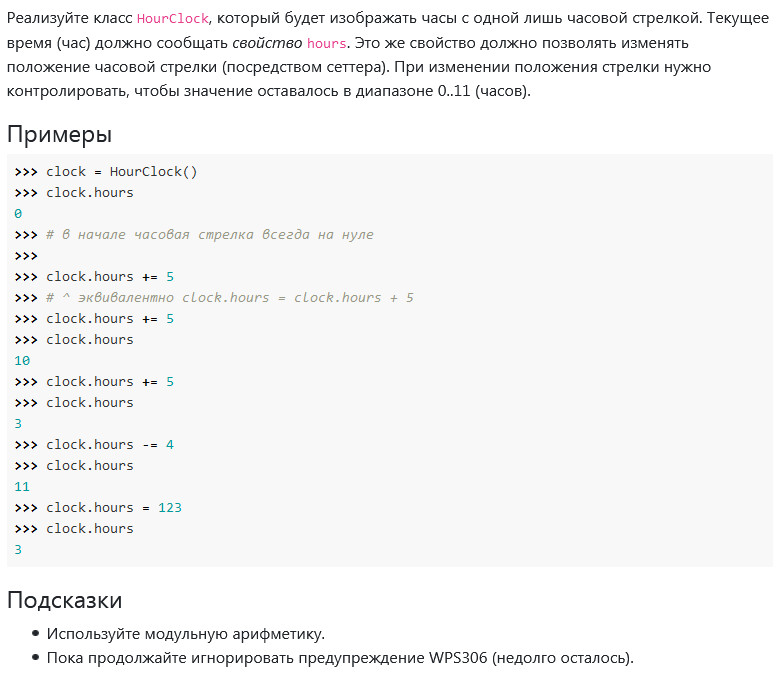 Реализуйте класс HourClock, который будет изображать часы с одной лишь часовой стрелкой. Текущее
время (час) должно сообщать свойство hours. Это же свойство должно позволять изменять
положение часовой стрелки (посредством сеттера). При изменении положения стрелки нужно
контролировать, чтобы значение оставалось в диапазоне 0..11 (часов).
Примеры
>>> clock = HourClock()
>>> clock.hours
0
>>> # в начале часовая стрелка всегда на нуле
>>>
>>> clock.hours += 5
>>> # ^ эквивалентно clock.hours = clock.hours + 5
>>> clock.hours += 5
>>> clock.hours
10
>>> clock.hours += 5
>>> clock.hours
3
>>> clock.hours -= 4
>>> clock.hours
11
>>> clock.hours = 123
>>> clock.hours
3
Подсказки
• Используйте модульную арифметику.
• Пока продолжайте игнорировать предупреждение WPS306 (недолго осталось).